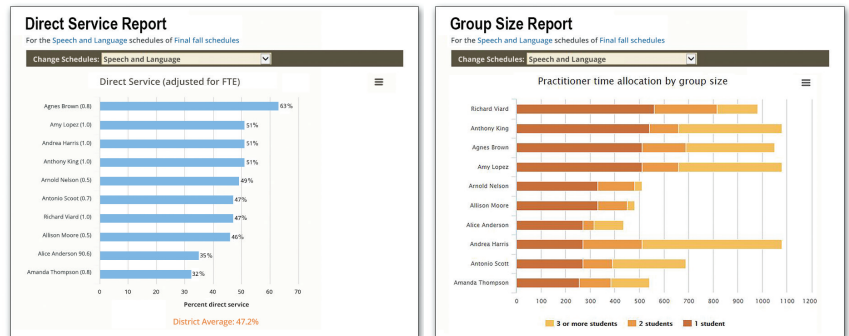 Direct Service Report
For the Speech and Language schedules of Final fall schedules
Change Schedules: Speech and Language
Direct Service (adjusted for FTE)
Agnes Brown (0.8) 63%
Amy Lopez (1.0) 51%
Andrea Harris (1.0) 51%
Anthony King (1.0) 51%
Arnold Nelson (0.5) 49%
Antonio Scott (0.7) 47%
Richard Viard (1.0) 47%
Allison Moore (0.5) 46%
Alice Anderson 90.6) 35%
Amanda Thompson (0.8) 32%
0 10 20 30 40 50 60 70
Percent direct service
District Average: 47.2%
Group Size Report
For the Speech and Language schedules of Final fall schedules
Change Schedules: Speech and Language
Practitioner time allocation by group size
Richard Viard
Anthony King
Agnes Brown
Amy Lopez
Arnold Nelson
Allison Moore
Alice Anderson
Andrea Harris
Antonio Scott
Amanda Thompson
0 100 200 300 400 500 600 700 800 900 1000 1100 1200
3 or more students 2 students 1 student